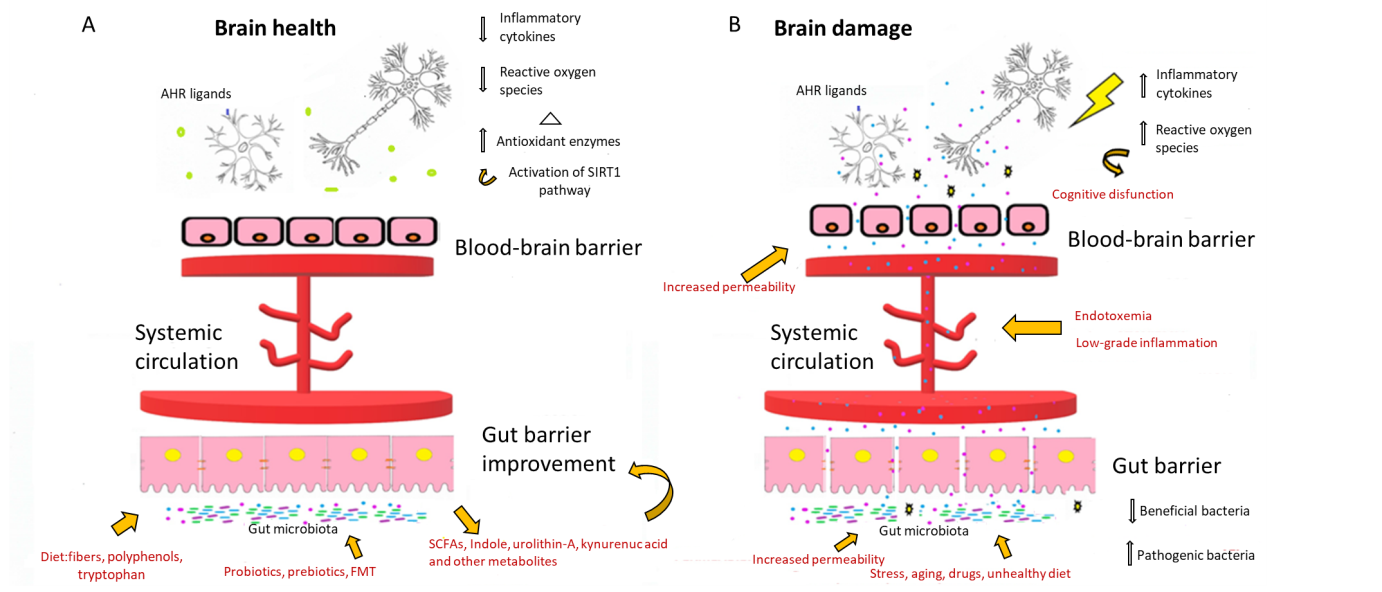 A
Brain health
Inflammatory
cytokines
Reactive oxygen
species
AHR ligands
Antioxidant enzymes
Activation of SIRT1
pathway
Blood-brain barrier
Systemic
circulation
Gut barrier
improvement
Gut microbiota
Diet:fibers, polyphenols,
tryptophan
Probiotics, prebiotics, FMT
SCFAs, Indole, urolithin-A, kynurenuc acid
and other metabolites
B
Brain damage
AHR ligands
Inflammatory
cytokines
Reactive oxygen
species
Cognitive disfunction
Blood-brain barrier
Increased permeability
Systemic
circulation
Endotoxemia
Low-grade inflammation
Gut barrier
Beneficial bacteria
Pathogenic bacteria
Gut microbiota
Increased permeability
Stress, aging, drugs, unhealthy diet